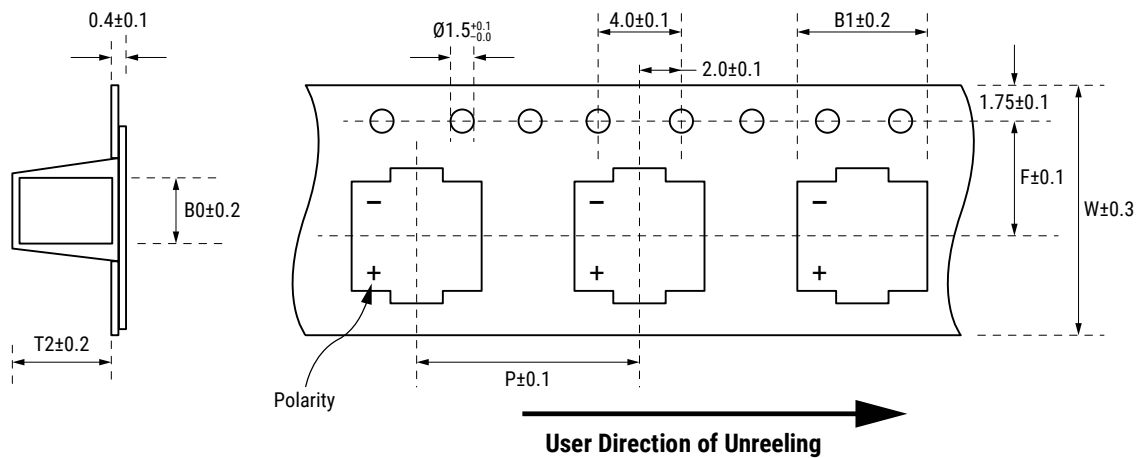 0.4±0.1
Ø1.5+0.1 -0.0
4.0±0.1
B1±0.2
2.0±0.1
1.75±0.1
F±0.1
W±0.3
B0±0.2
− − −
+ + +
T2±0.2
P±0.1
Polarity
User Direction of Unreeling